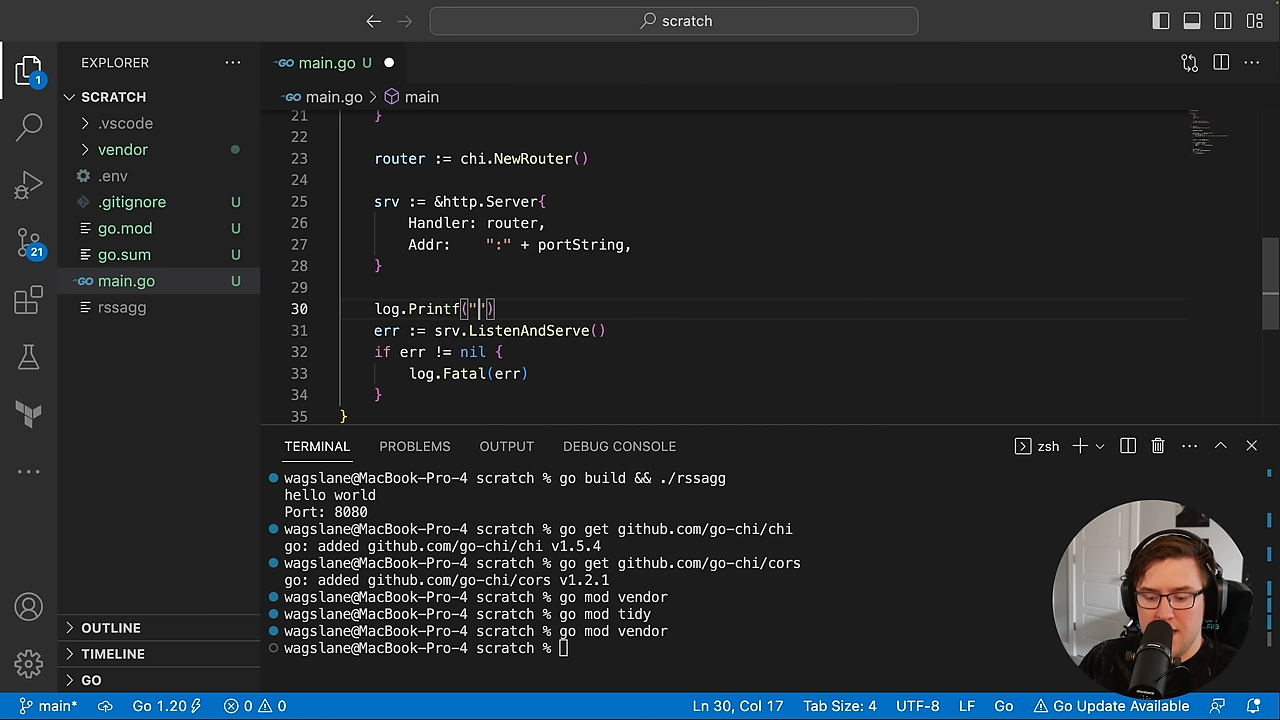 scratch
EXPLORER
SCRATCH
.vscode
vendor
.env
.gitignore U
go.mod U
go.sum U
main.go U
rssagg
OUTLINE
TIMELINE
GO
1
21
main.go U
main.go > main
21 }
22
23 router := chi.NewRouter()
24
25 srv := &http.Server{
26 Handler: router,
27 Addr: ":" + portString,
28 }
29
30 log.Printf("")
31 err := srv.ListenAndServe()
32 if err != nil {
33 log.Fatal(err)
34 }
35 }
TERMINAL PROBLEMS OUTPUT DEBUG CONSOLE zsh
wagslane@MacBook-Pro-4 scratch % go build && ./rssagg
hello world
Port: 8080
wagslane@MacBook-Pro-4 scratch % go get github.com/go-chi/chi
go: added github.com/go-chi/chi v1.5.4
wagslane@MacBook-Pro-4 scratch % go get github.com/go-chi/cors
go: added github.com/go-chi/cors v1.2.1
wagslane@MacBook-Pro-4 scratch % go mod vendor
wagslane@MacBook-Pro-4 scratch % go mod tidy
wagslane@MacBook-Pro-4 scratch % go mod vendor
wagslane@MacBook-Pro-4 scratch %
main* Go 1.20 0 0 Ln 30, Col 17 Tab Size: 4 UTF-8 LF Go Go Update Available